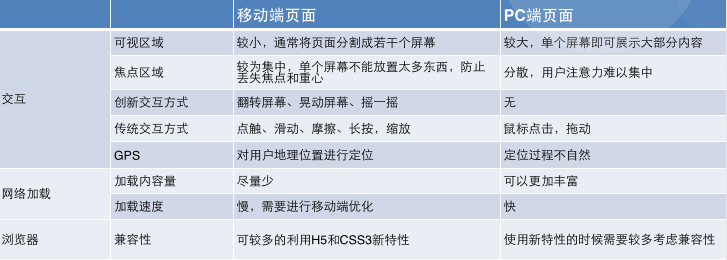 移动端页面 PC端页面
交互
可视区域 较小，通常将页面分割成若干个屏幕 较大，单个屏幕即可展示大部分内容
焦点区域 较为集中，单个屏幕不能放置太多东西，防止
丢失焦点和重心 分散，用户注意力难以集中
创新交互方式 翻转屏幕、晃动屏幕、摇一摇 无
传统交互方式 点触、滑动、摩擦、长按，缩放 鼠标点击，拖动
GPS 对用户地理位置进行定位 定位过程不自然
网络加载
加载内容量 尽量少 可以更加丰富
加载速度 慢，需要进行移动端优化 快
浏览器 兼容性 可较多的利用H5和CSS3新特性 使用新特性的时候需要较多考虑兼容性